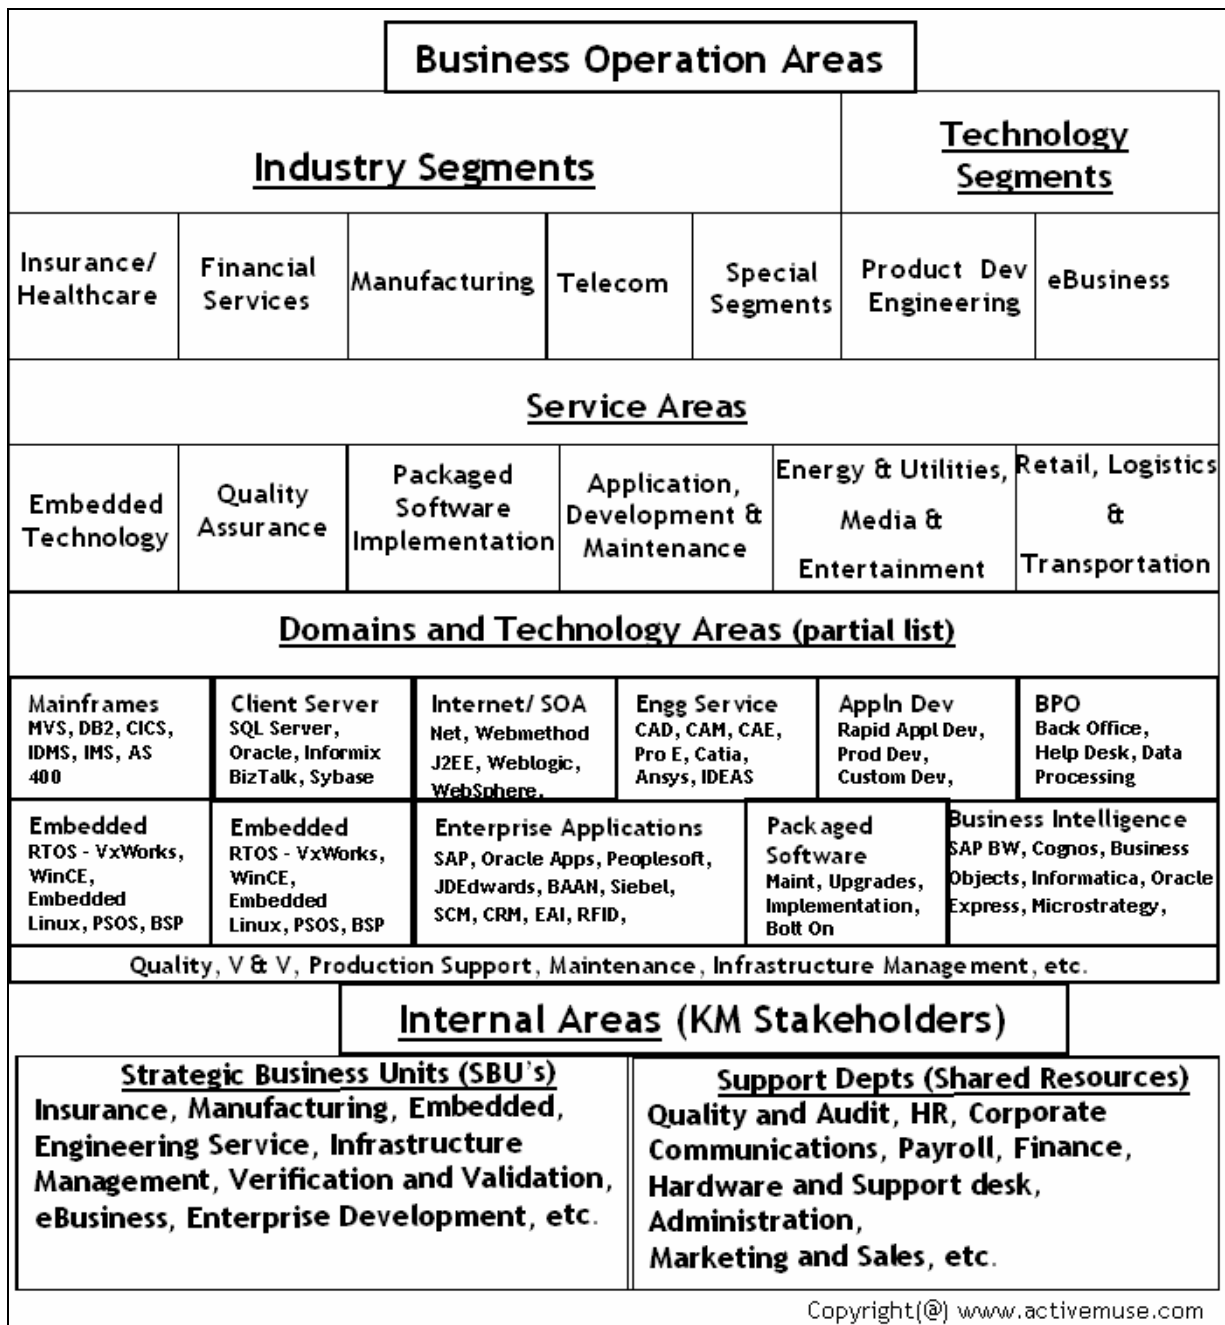 Business Operation Areas
Industry Segments
Technology
Segments
Insurance/
Healthcare
Financial
Services
Manufacturing
Telecom
Special
Segments
Product Dev
Engineering
eBusiness
Service Areas
Embedded
Technology
Quality
Assurance
Packaged
Software
Implementation
Application,
Development &
Maintenance
Energy & Utilities,
Media &
Entertainment
Retail, Logistics
&
Transportation
Domains and Technology Areas (partial list)
Mainframes
MVS, DB2, CICS,
IDMS, IMS, AS
400
Client Server
SQL Server,
Oracle, Informix
BizTalk, Sybase
Internet/ SOA
Net, Webmethod
J2EE, Weblogic,
WebSphere,
Engg Service
CAD, CAM, CAE,
Pro E, Catia,
Ansys, IDEAS
Appln Dev
Rapid Appl Dev,
Prod Dev,
Custom Dev,
BPO
Back Office,
Help Desk, Data
Processing
Embedded
RTOS - VxWorks,
WinCE,
Embedded
Linux, PSOS, BSP
Embedded
RTOS - VxWorks,
WinCE,
Embedded
Linux, PSOS, BSP
Enterprise Applications
SAP, Oracle Apps, Peoplesoft,
JDEdwards, BAAN, Siebel,
SCM, CRM, EAI, RFID,
Packaged
Software
Maint, Upgrades,
Implementation,
Bolt On
Business Intelligence
SAP BW, Cognos, Business
Objects, Informatica, Oracle
Express, Microstrategy,
Quality, V & V, Production Support, Maintenance, Infrastructure Management, etc.
Internal Areas (KM Stakeholders)
Strategic Business Units (SBU's)
Insurance, Manufacturing, Embedded,
Engineering Service, Infrastructure
Management, Verification and Validation,
eBusiness, Enterprise Development, etc.
Support Depts (Shared Resources)
Quality and Audit, HR, Corporate
Communications, Payroll, Finance,
Hardware and Support desk,
Administration,
Marketing and Sales, etc.
Copyright(@) www.activemuse.com